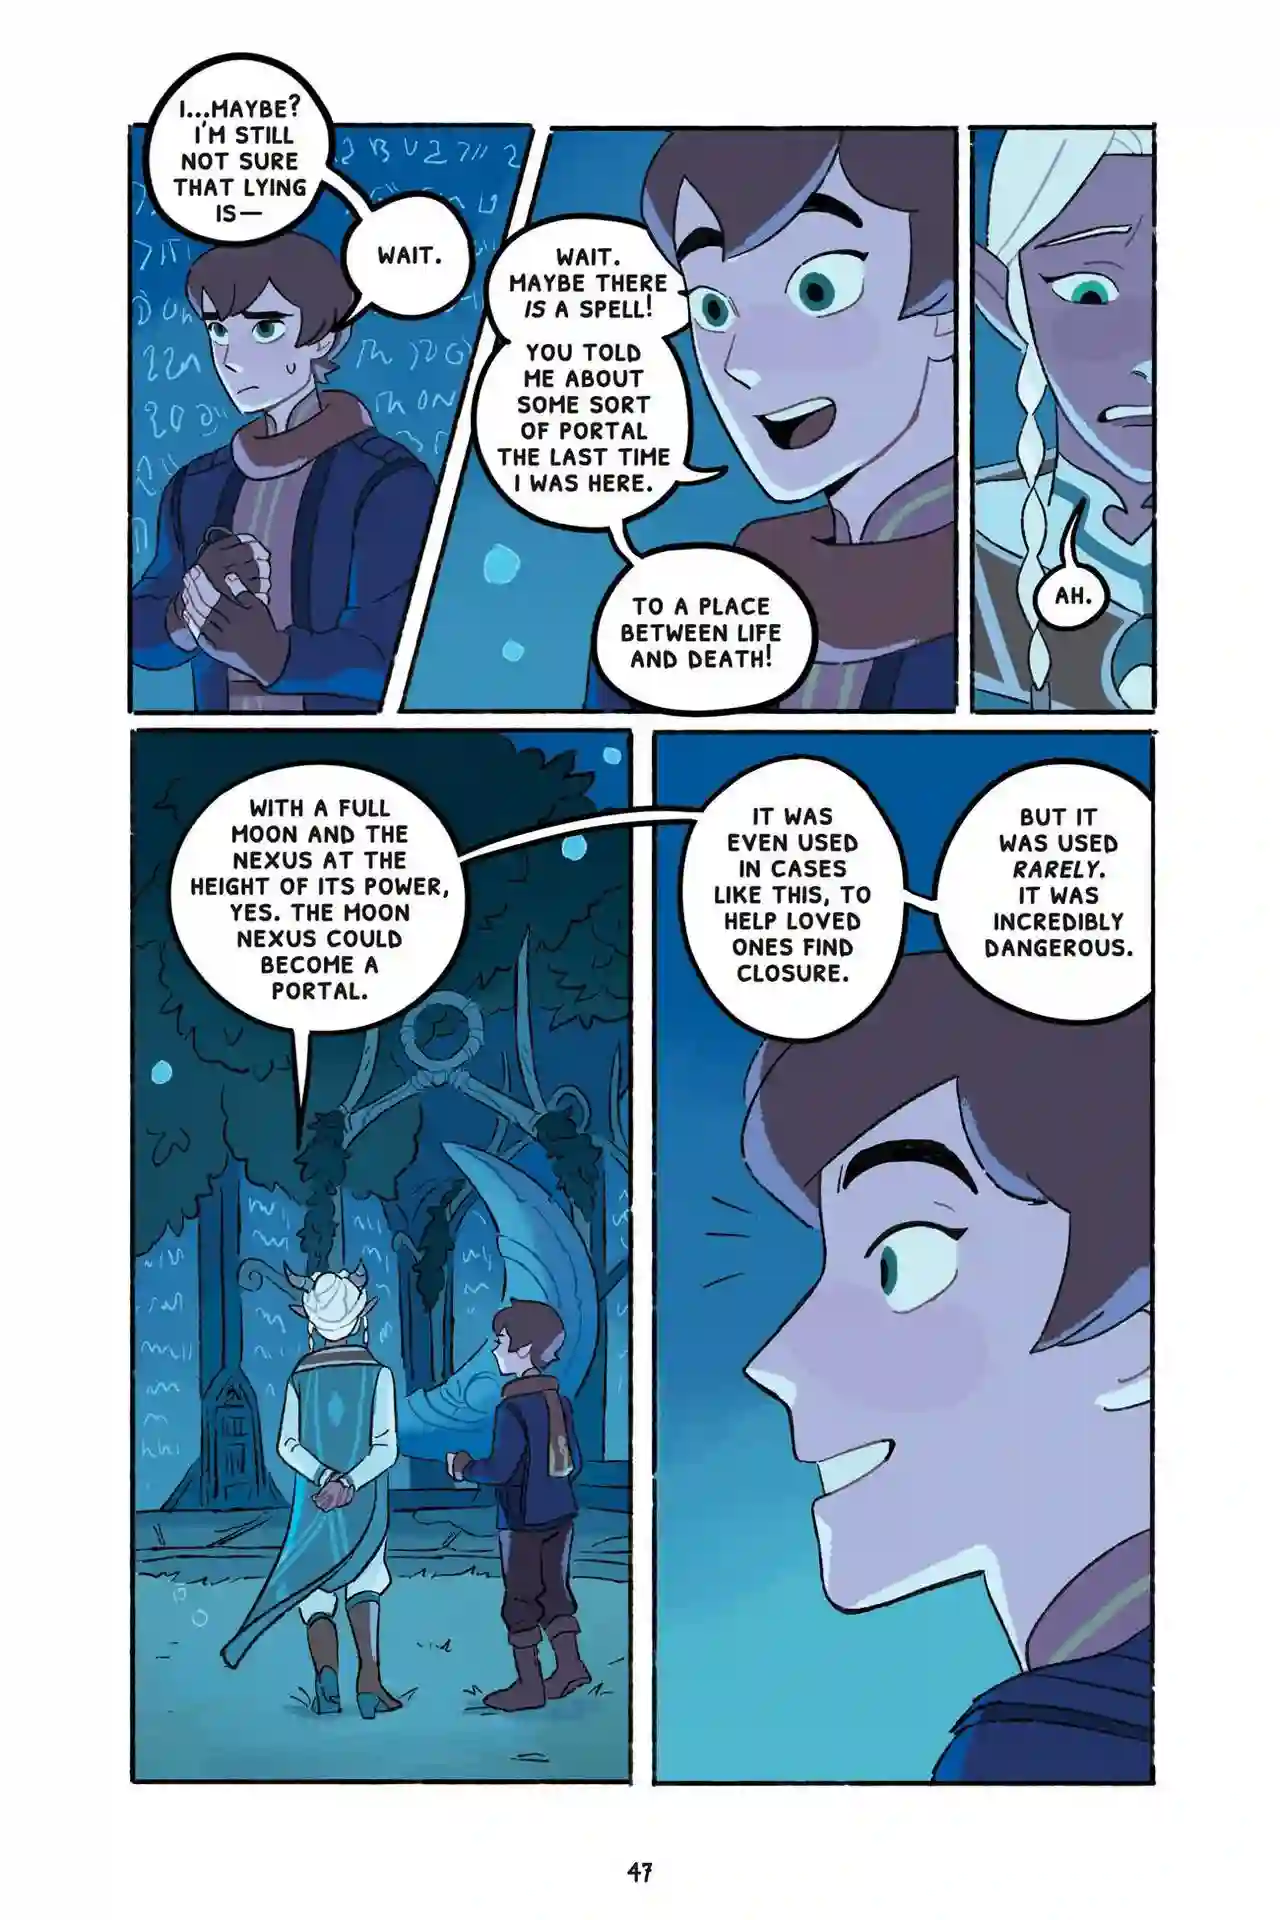 I...MAYBE?
I'M STILL
NOT SURE
THAT LYING
IS—
WAIT.
WAIT.
MAYBE THERE
IS A SPELL!
YOU TOLD
ME ABOUT
SOME SORT
OF PORTAL
THE LAST TIME
I WAS HERE.
TO A PLACE
BETWEEN LIFE
AND DEATH!
AH.
WITH A FULL
MOON AND THE
NEXUS AT THE
HEIGHT OF ITS POWER,
YES. THE MOON
NEXUS COULD
BECOME A
PORTAL.
IT WAS
EVEN USED
IN CASES
LIKE THIS, TO
HELP LOVED
ONES FIND
CLOSURE.
BUT IT
WAS USED
RARELY.
IT WAS
INCREDIBLY
DANGEROUS.
47